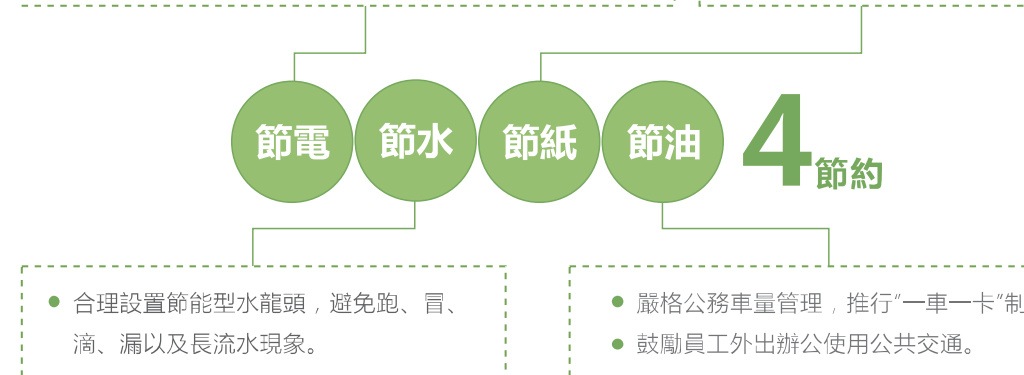 節電 節水 節紙 節油 4節約
合理設置節能型水龍頭，避免跑、冒、
滴、漏以及長流水現象。
嚴格公務車量管理，推行"一車一卡"制
鼓勵員工外出辦公使用公共交通。